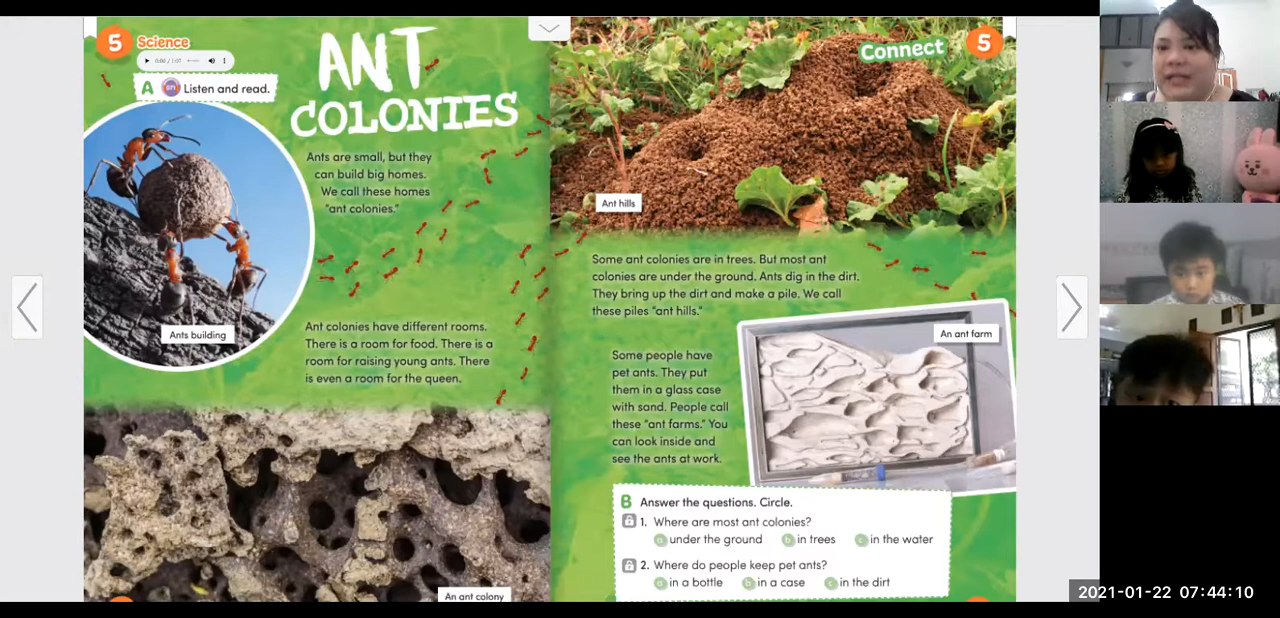 5 Science
0:00 / 1:07
A Listen and read.
ANT
COLONIES
Ants are small, but they
can build big homes.
We call these homes
"ant colonies."
Ants building
Ant colonies have different rooms.
There is a room for food. There is a
room for raising young ants. There
is even a room for the queen.
An ant colony
Connect 5
Ant hills
Some ant colonies are in trees. But most ant
colonies are under the ground. Ants dig in the dirt.
They bring up the dirt and make a pile. We call
these piles "ant hills."
Some people have
pet ants. They put
them in a glass case
with sand. People call
these "ant farms." You
can look inside and
see the ants at work.
An ant farm
B Answer the questions. Circle.
1. Where are most ant colonies?
a under the ground b in trees c in the water
2. Where do people keep pet ants?
a in a bottle b in a case c in the dirt
2021-01-22 07:44:10